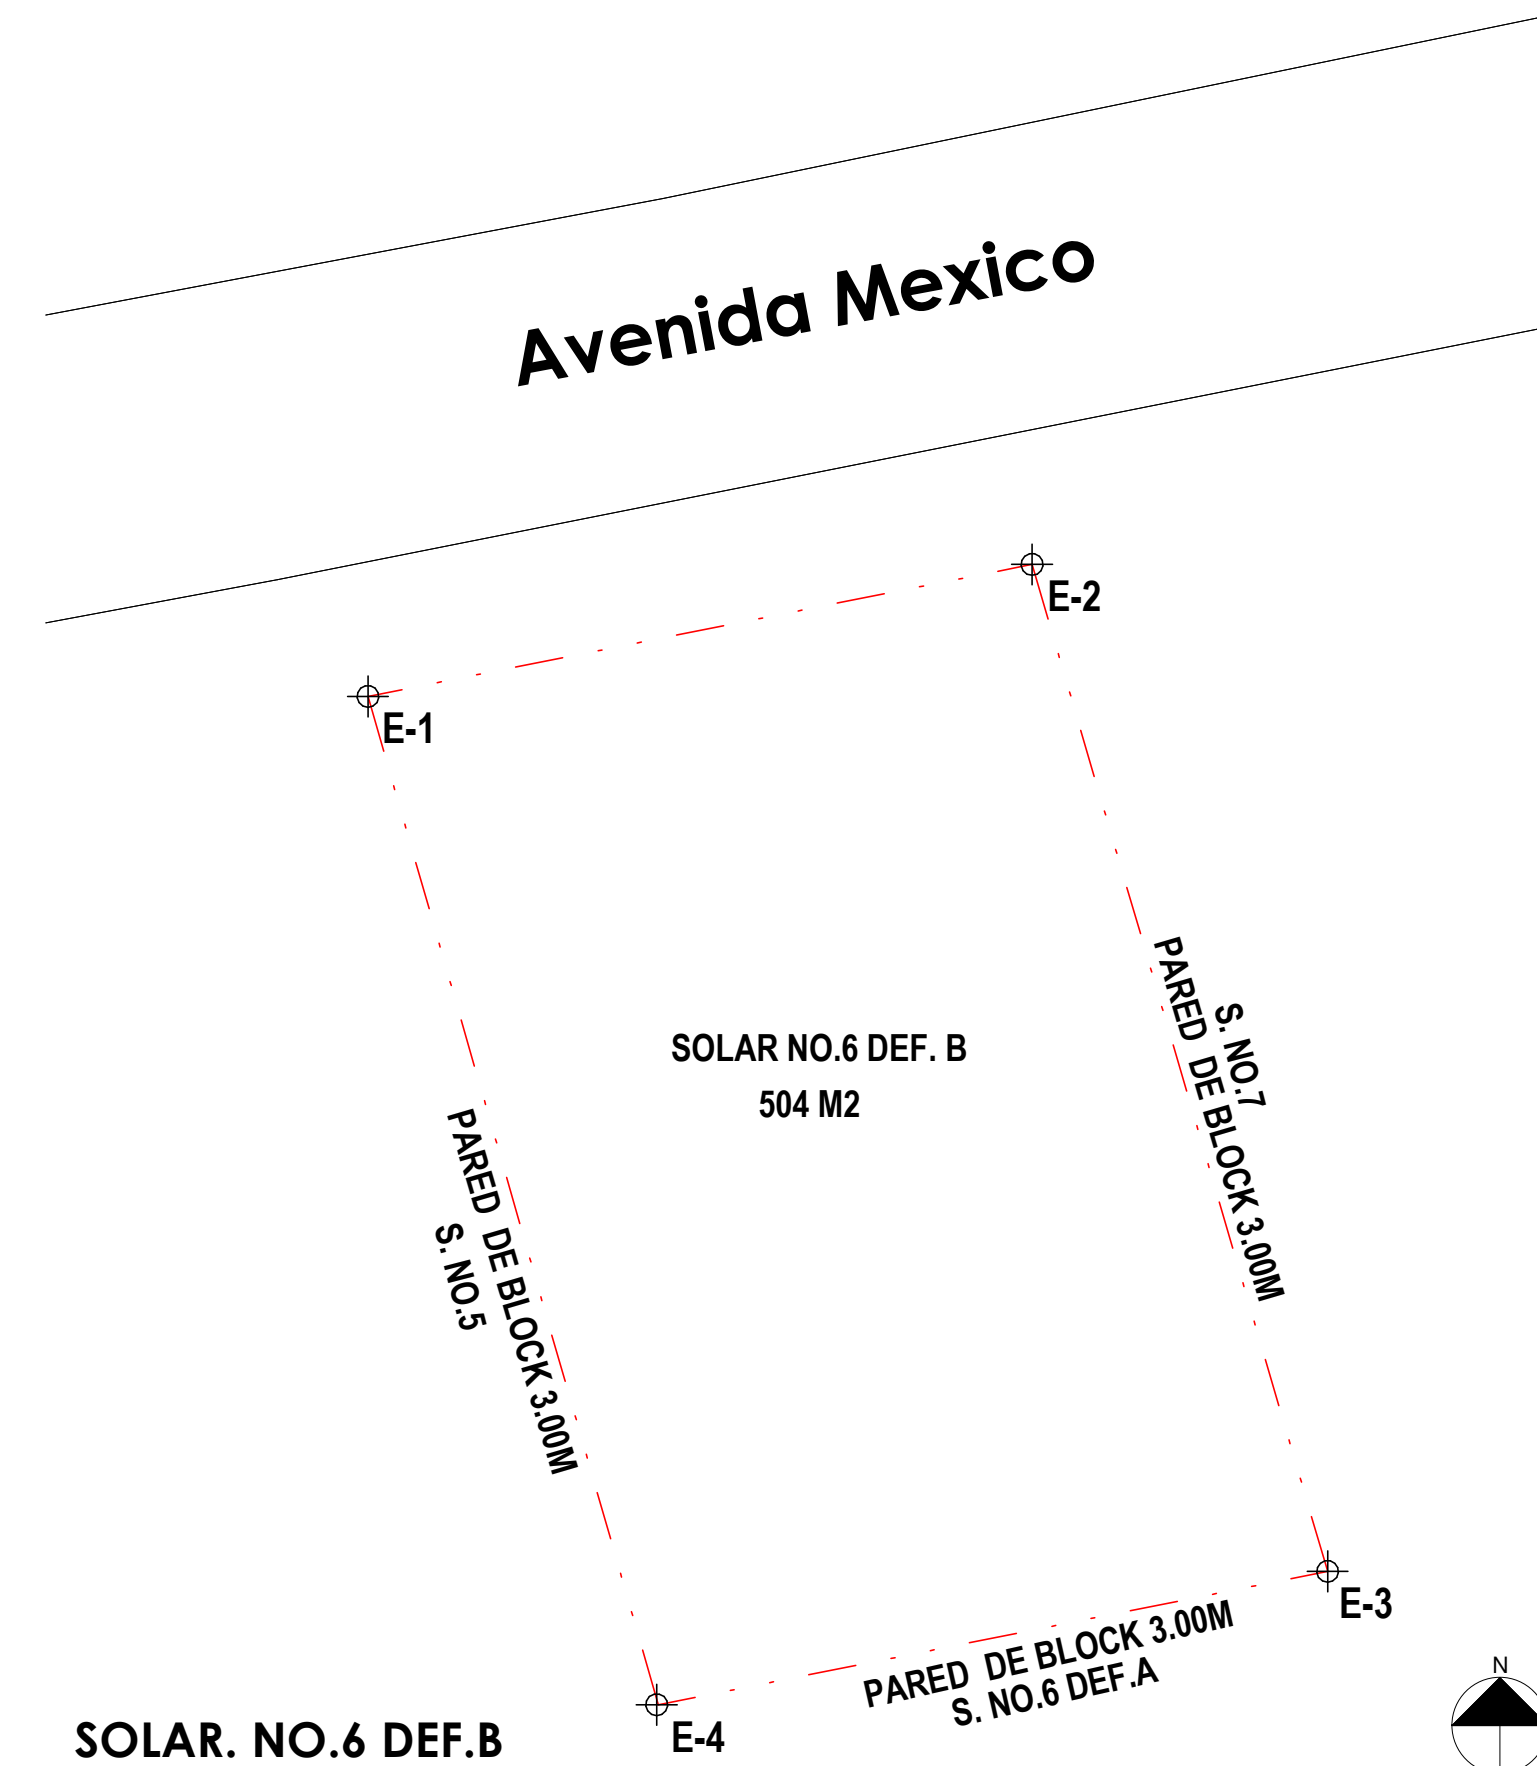 Avenida Mexico
E-2
E-1
S. NO.7
PARED DE BLOCK 3.00M
SOLAR NO.6 DEF. B
504 M2
PARED DE BLOCK 3.00M
S. NO.5
E-3
PARED DE BLOCK 3.00M
S. NO.6 DEF.A
N
E-4
SOLAR. NO.6 DEF.B